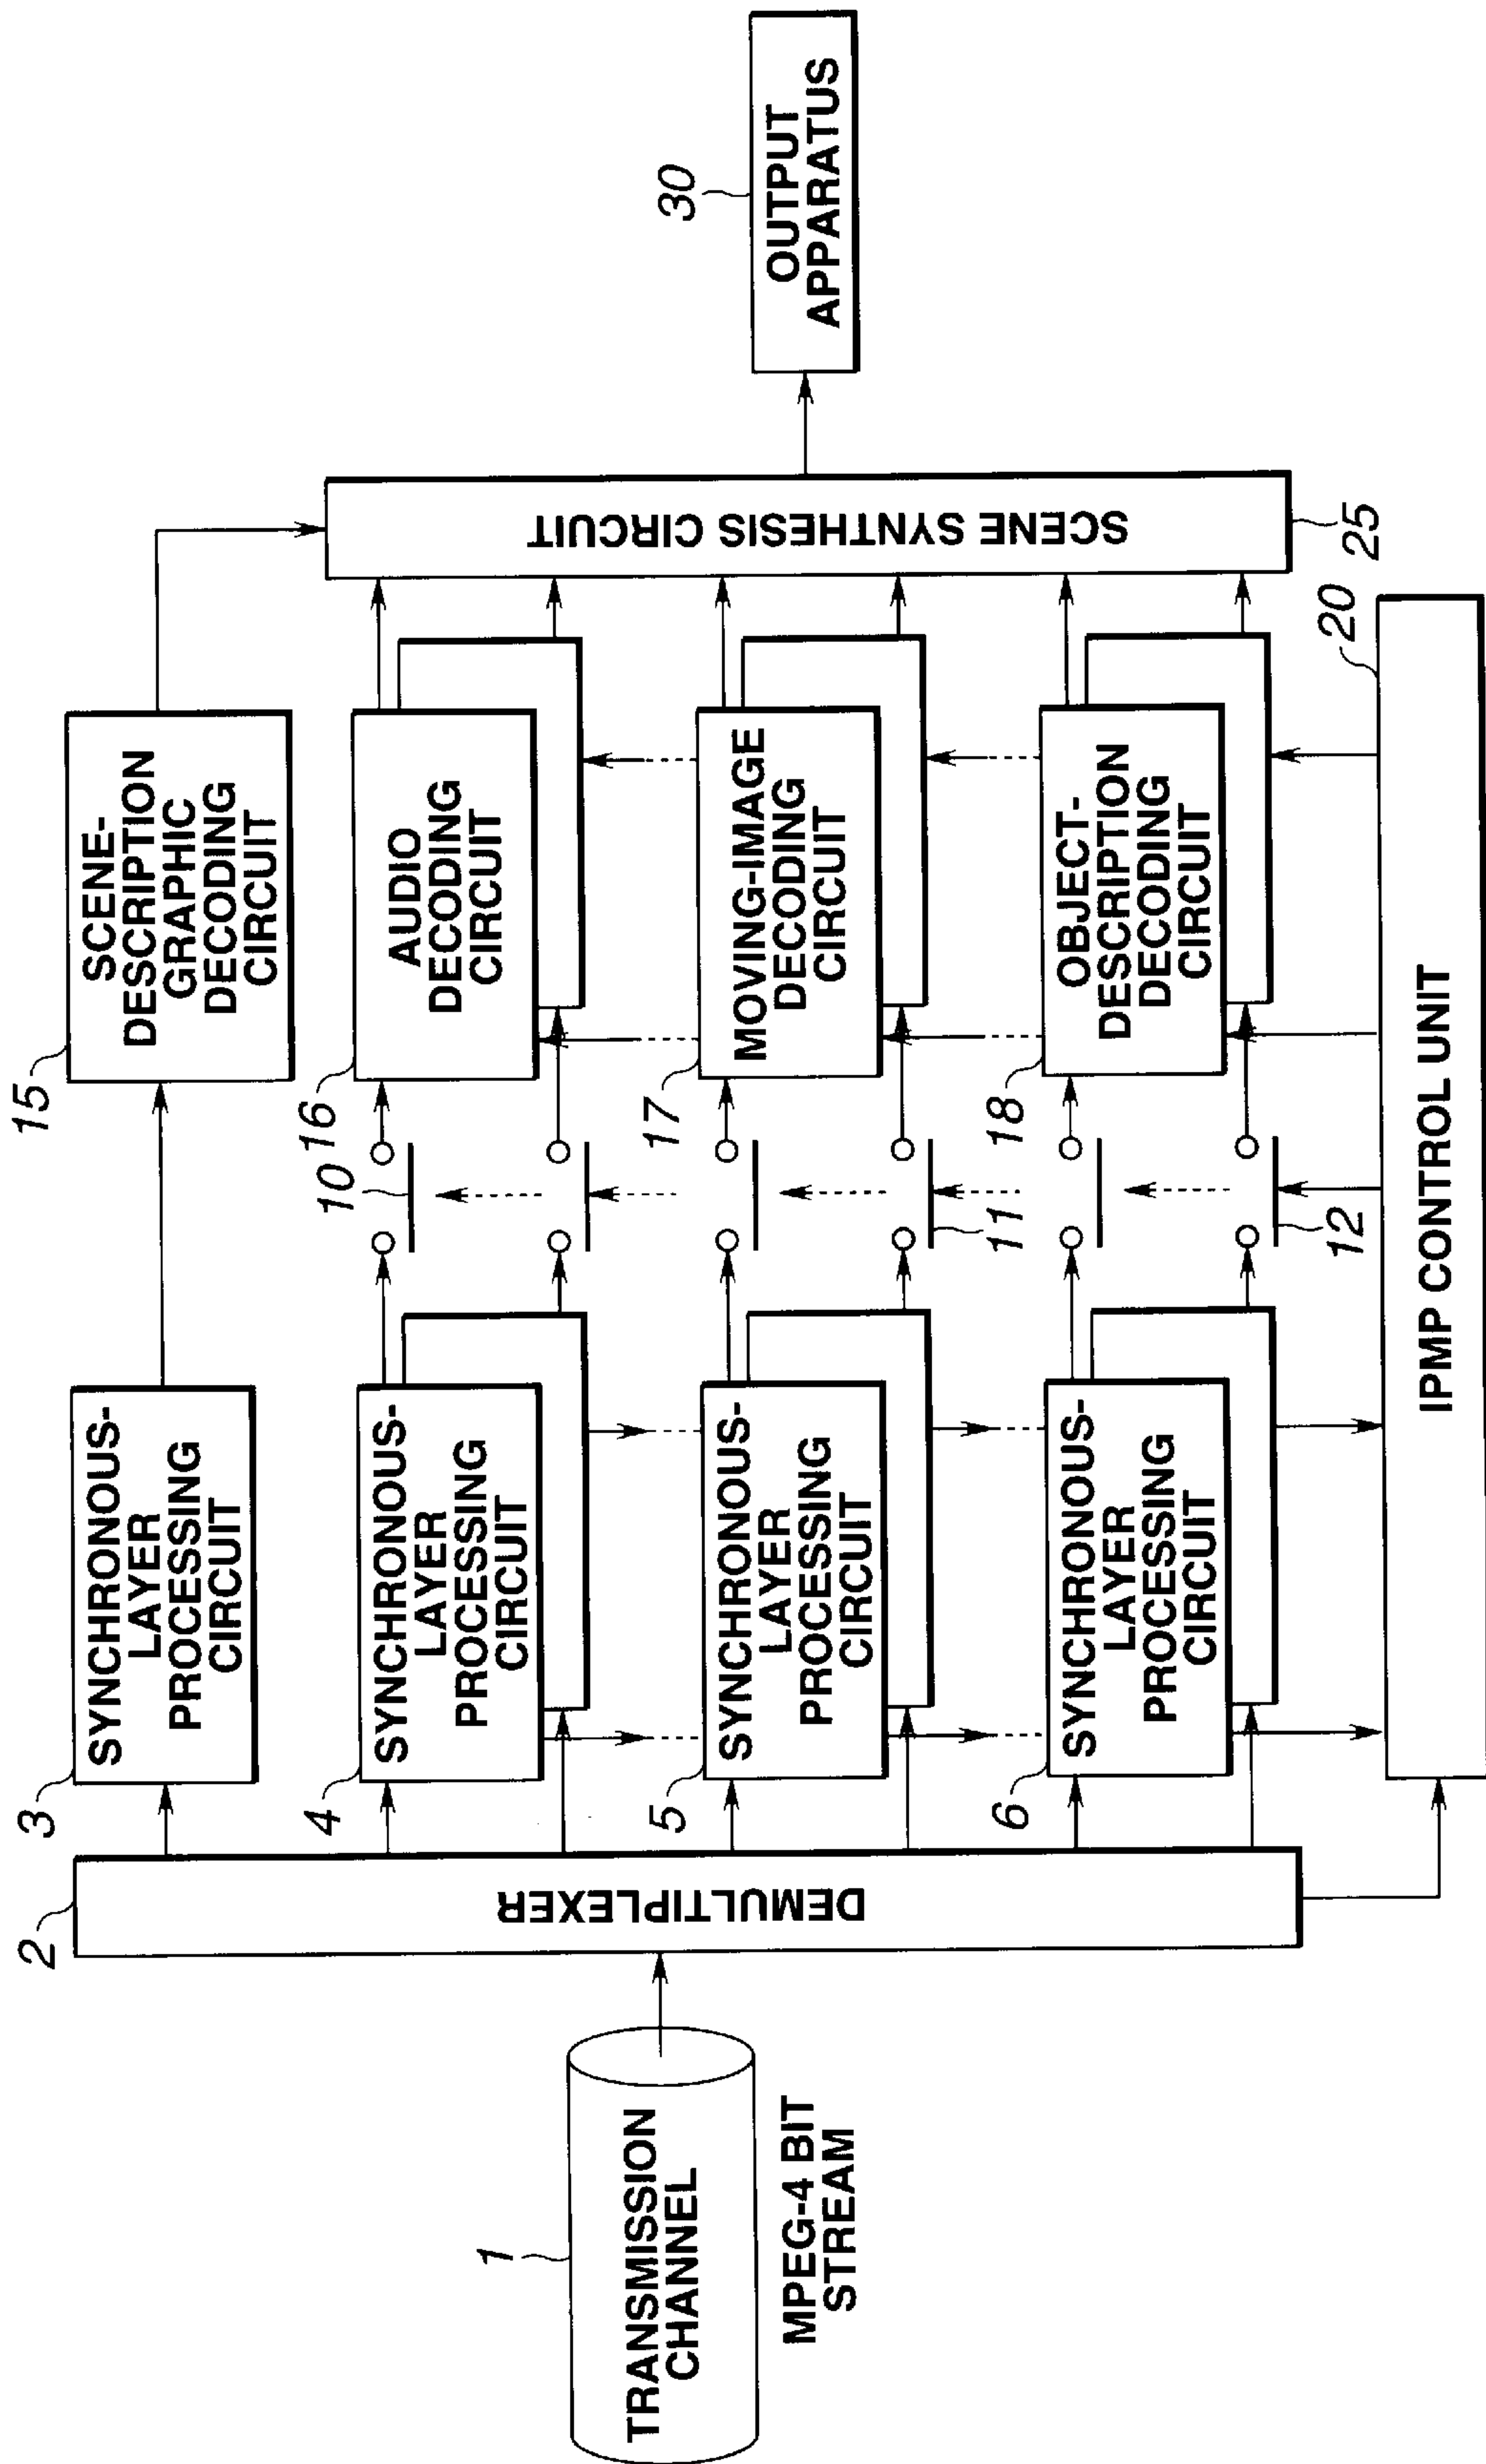 1
TRANSMISSION
CHANNEL
MPEG-4 BIT
STREAM
2
DEMULTIPLEXER
3
SYNCHRONOUS-
LAYER
PROCESSING
CIRCUIT
4
SYNCHRONOUS-
LAYER
PROCESSING
CIRCUIT
5
SYNCHRONOUS-
LAYER
PROCESSING
CIRCUIT
6
SYNCHRONOUS-
LAYER
PROCESSING
CIRCUIT
10
11
12
15
SCENE-
DESCRIPTION
GRAPHIC
DECODING
CIRCUIT
16
AUDIO
DECODING
CIRCUIT
17
MOVING-IMAGE
DECODING
CIRCUIT
18
OBJECT-
DESCRIPTION
DECODING
CIRCUIT
20
IPMP CONTROL UNIT
SCENE SYNTHESIS CIRCUIT
25
30
OUTPUT
APPARATUS